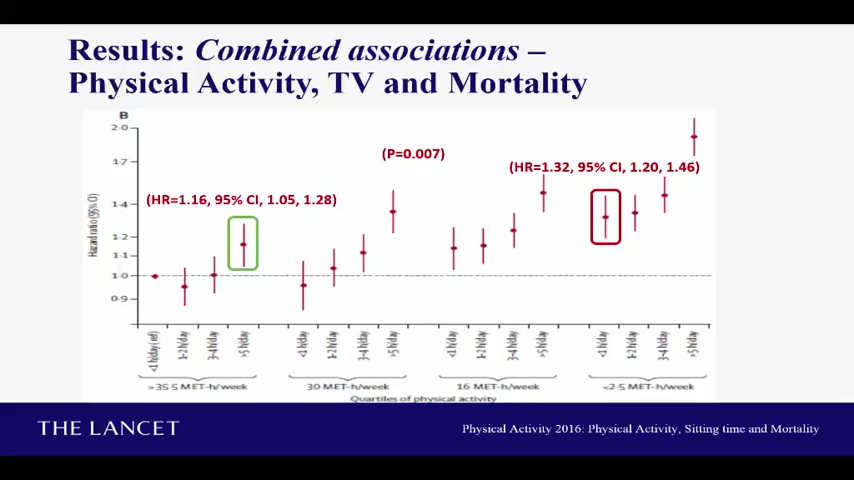 Results: Combined associations –
Physical Activity, TV and Mortality
B
2·0
1·7
1·4
1·2
1·1
1·0
0·9
Hazard ratio (95% CI)
(HR=1.16, 95% CI, 1.05, 1.28)
(P=0.007)
(HR=1.32, 95% CI, 1.20, 1.46)
<1 h/day (ref)
1–2 h/day
3–4 h/day
>5 h/day
<1 h/day
1–2 h/day
3–4 h/day
>5 h/day
<1 h/day
1–2 h/day
3–4 h/day
>5 h/day
<1 h/day
1–2 h/day
3–4 h/day
>5 h/day
>35·5 MET-h/week
30 MET-h/week
16 MET-h/week
<2·5 MET-h/week
Quartiles of physical activity
THE LANCET
Physical Activity 2016: Physical Activity, Sitting time and Mortality